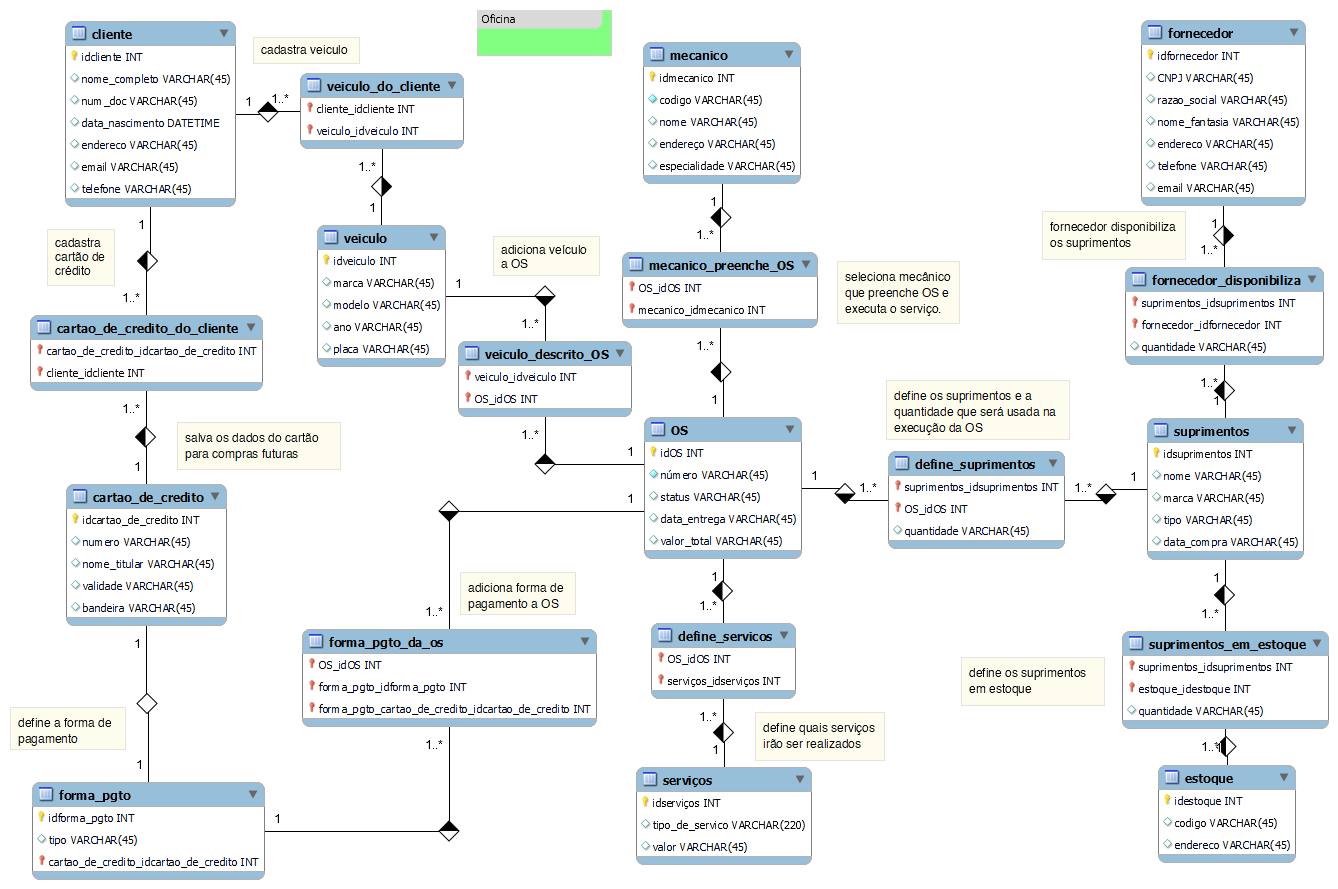 Oficina
cliente
idcliente INT
nome_completo VARCHAR(45)
num_doc VARCHAR(45)
data_nascimento DATETIME
endereco VARCHAR(45)
email VARCHAR(45)
telefone VARCHAR(45)
cadastra veiculo
1
1..*
veiculo_do_cliente
cliente_idcliente INT
veiculo_idveiculo INT
1..*
1
veiculo
idveiculo INT
marca VARCHAR(45)
modelo VARCHAR(45)
ano VARCHAR(45)
placa VARCHAR(45)
1
cadastra
cartão de
crédito
1..*
cartao_de_credito_do_cliente
cartao_de_credito_idcartao_de_credito INT
cliente_idcliente INT
1..*
1
salva os dados do cartão
para compras futuras
cartao_de_credito
idcartao_de_credito INT
numero VARCHAR(45)
nome_titular VARCHAR(45)
validade VARCHAR(45)
bandeira VARCHAR(45)
1
define a forma de
pagamento
1
forma_pgto
idforma_pgto INT
tipo VARCHAR(45)
cartao_de_credito_idcartao_de_credito INT
1
1..*
forma_pgto_da_os
OS_idOS INT
forma_pgto_idforma_pgto INT
forma_pgto_cartao_de_credito_idcartao_de_credito INT
1..*
1
adiciona forma de
pagamento a OS
adiciona veículo
a OS
1
1..*
veiculo_descrito_OS
veiculo_idveiculo INT
OS_idOS INT
1..*
1
mecanico
idmecanico INT
codigo VARCHAR(45)
nome VARCHAR(45)
endereço VARCHAR(45)
especialidade VARCHAR(45)
1
1..*
mecanico_preenche_OS
OS_idOS INT
mecanico_idmecanico INT
1..*
1
seleciona mecânico
que preenche OS e
executa o serviço.
OS
idOS INT
número VARCHAR(45)
status VARCHAR(45)
data_entrega VARCHAR(45)
valor_total VARCHAR(45)
1
1..*
define_servicos
OS_idOS INT
serviços_idserviços INT
1..*
1
define quais serviços
irão ser realizados
serviços
idserviços INT
tipo_de_servico VARCHAR(220)
valor VARCHAR(45)
define os suprimentos e a
quantidade que será usada na
execução da OS
1
1..*
define_suprimentos
suprimentos_idsuprimentos INT
OS_idOS INT
quantidade VARCHAR(45)
1..*
1
fornecedor
idfornecedor INT
CNPJ VARCHAR(45)
razao_social VARCHAR(45)
nome_fantasia VARCHAR(45)
endereco VARCHAR(45)
telefone VARCHAR(45)
email VARCHAR(45)
fornecedor disponibiliza
os suprimentos
1
1..*
fornecedor_disponibiliza
suprimentos_idsuprimentos INT
fornecedor_idfornecedor INT
quantidade VARCHAR(45)
1..*
1
suprimentos
idsuprimentos INT
nome VARCHAR(45)
marca VARCHAR(45)
tipo VARCHAR(45)
data_compra VARCHAR(45)
1
1..*
define os suprimentos
em estoque
suprimentos_em_estoque
suprimentos_idsuprimentos INT
estoque_idestoque INT
quantidade VARCHAR(45)
1..*
1
estoque
idestoque INT
codigo VARCHAR(45)
endereco VARCHAR(45)